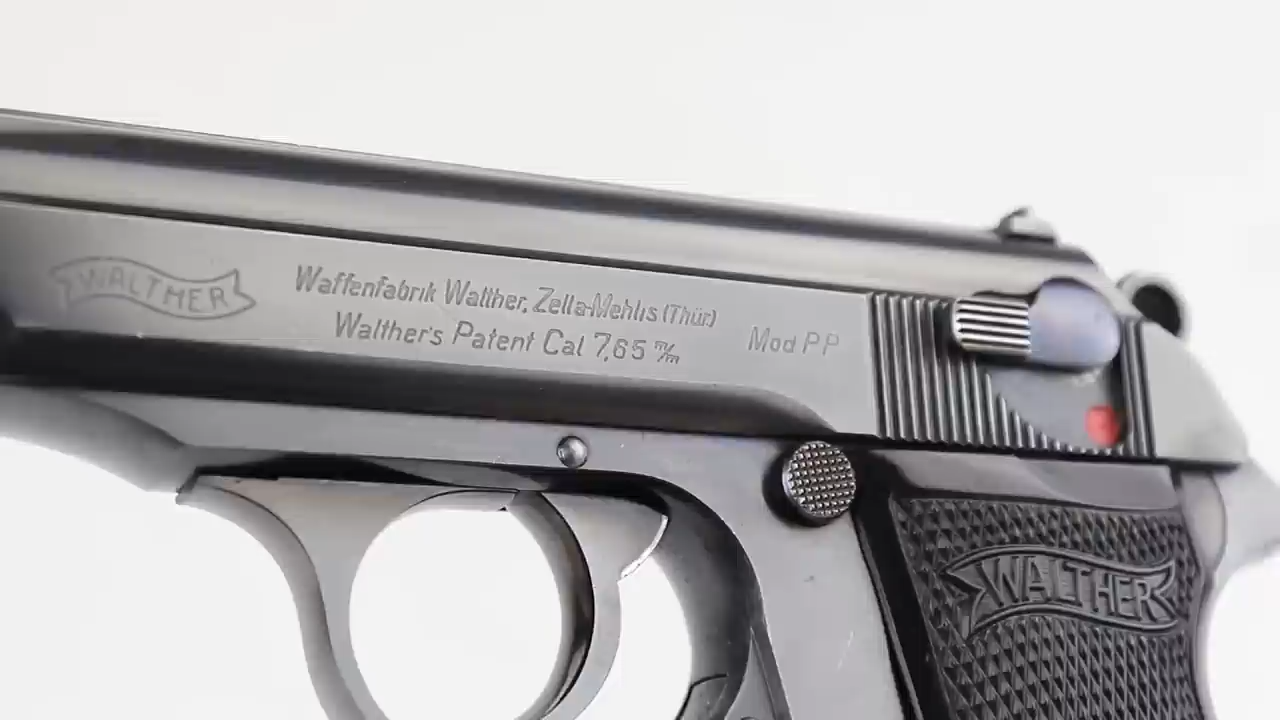 WALTHER
Waffenfabrik Walther, Zella-Mehlis (Thür)
Walther's Patent Cal 7,65 m/m
Mod PP
WALTHER